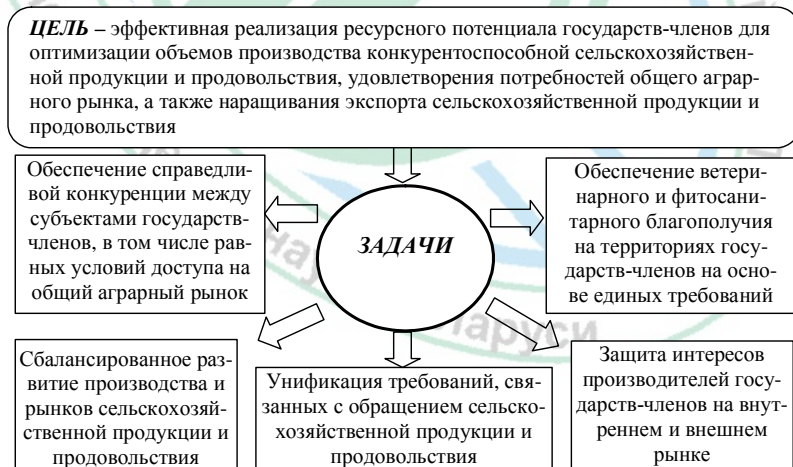 ЦЕЛЬ – эффективная реализация ресурсного потенциала государств-членов для
оптимизации объемов производства конкурентоспособной сельскохозяйствен-
ной продукции и продовольствия, удовлетворения потребностей общего аграр-
ного рынка, а также наращивания экспорта сельскохозяйственной продукции и
продовольствия
Обеспечение справедли-
вой конкуренции между
субъектами государств-
членов, в том числе рав-
ных условий доступа на
общий аграрный рынок
ЗАДАЧИ
Обеспечение ветери-
нарного и фитосани-
тарного благополучия
на территориях госу-
дарств-членов на осно-
ве единых требований
Сбалансированное раз-
витие производства и
рынков сельскохозяй-
ственной продукции и
продовольствия
Унификация требований, свя-
занных с обращением сельско-
хозяйственной продукции и
продовольствия
Защита интересов
производителей госу-
дарств-членов на внут-
реннем и внешнем
рынке